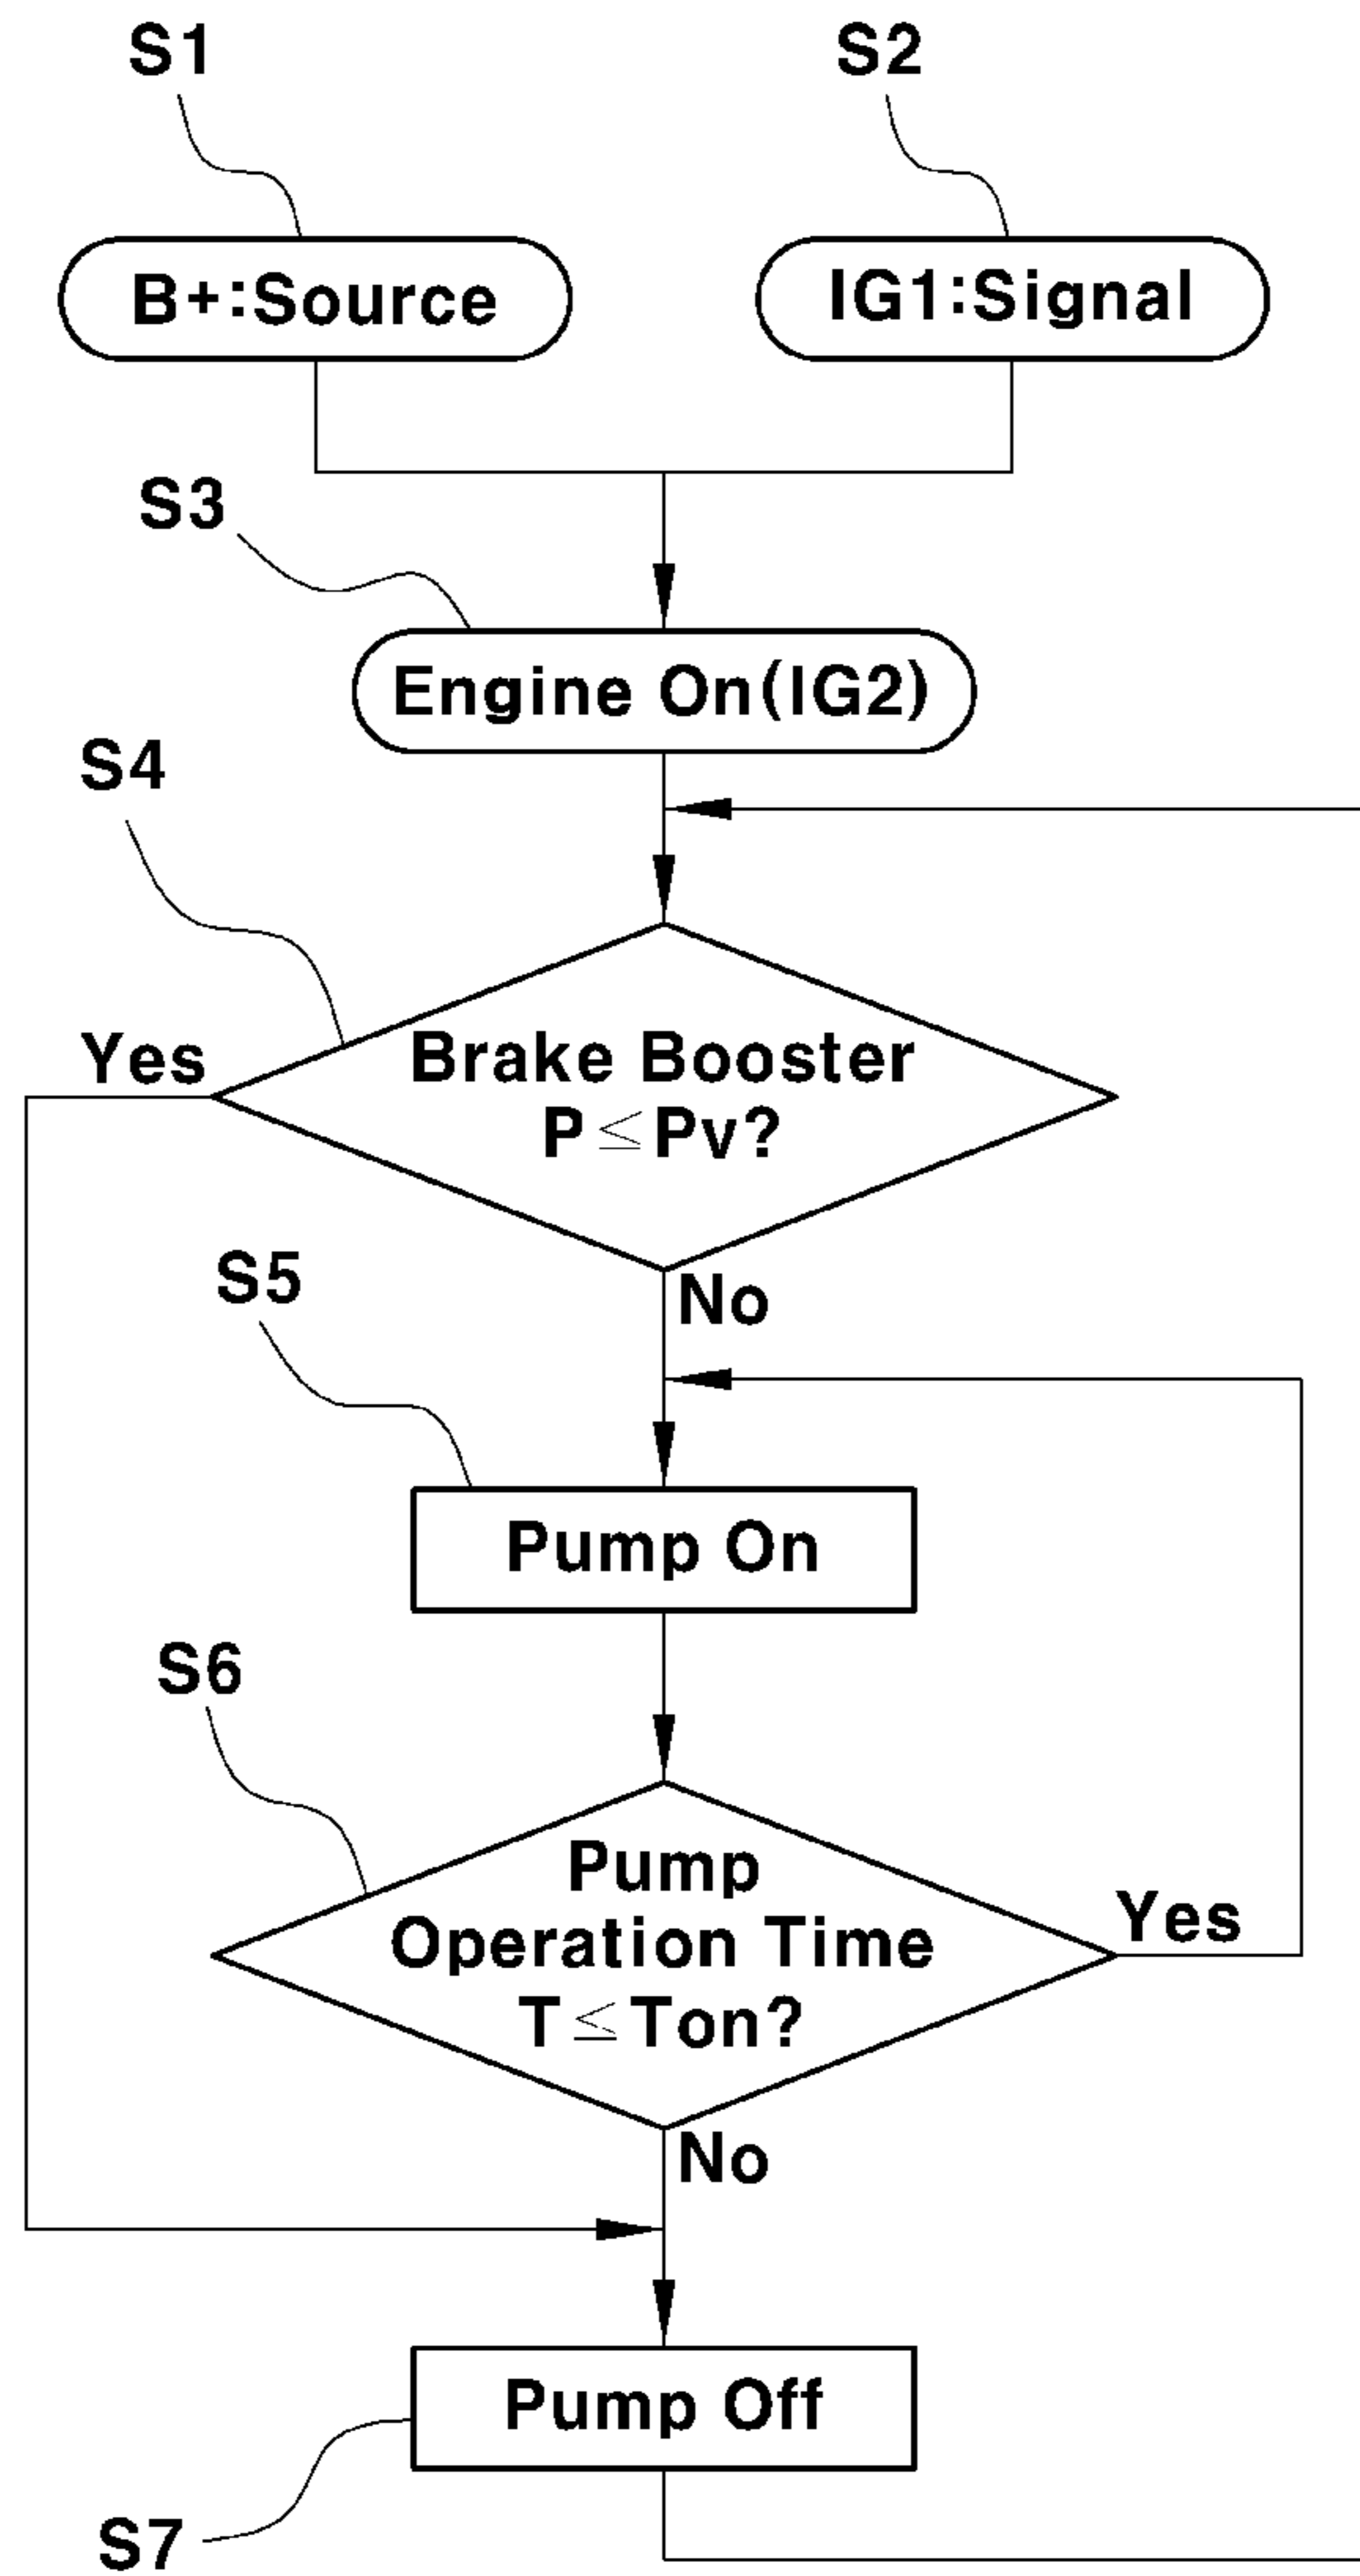 S1
S2
B+:Source
IG1:Signal
S3
Engine On(IG2)
S4
Yes
Brake Booster
P≤Pv?
No
S5
Pump On
S6
Pump
Operation Time
T≤Ton?
Yes
No
Pump Off
S7